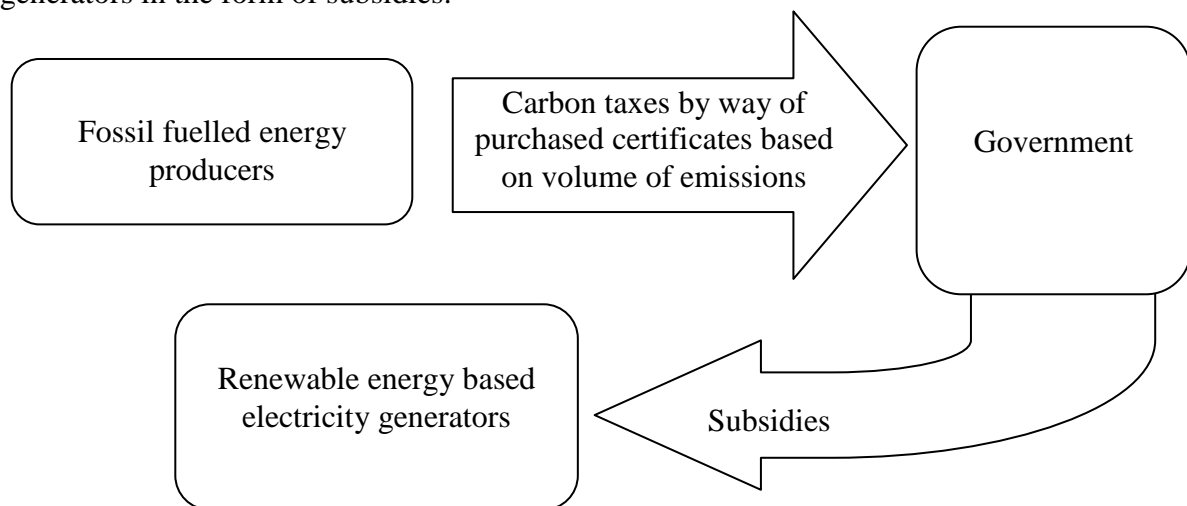 generators in the form of subsidies.
Fossil fuelled energy
producers
Carbon taxes by way of
purchased certificates based
on volume of emissions
Government
Renewable energy based
electricity generators
Subsidies